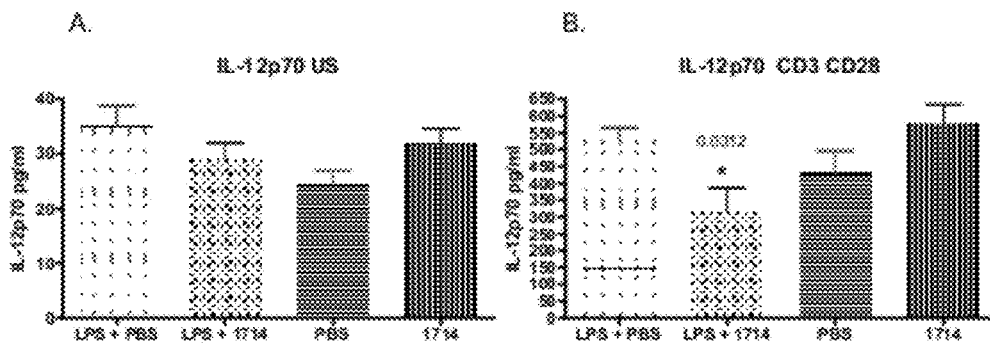 A.
IL-12p70 US
IL-12p70 pg/ml
40
30
20
10
0
LPS + PBS
LPS + 1714
PBS
1714
B.
IL-12p70 CD3 CD28
IL-12p70 pg/ml
650
600
550
500
450
400
350
300
250
200
150
100
50
0
0.0312
*
LPS + PBS
LPS + 1714
PBS
1714